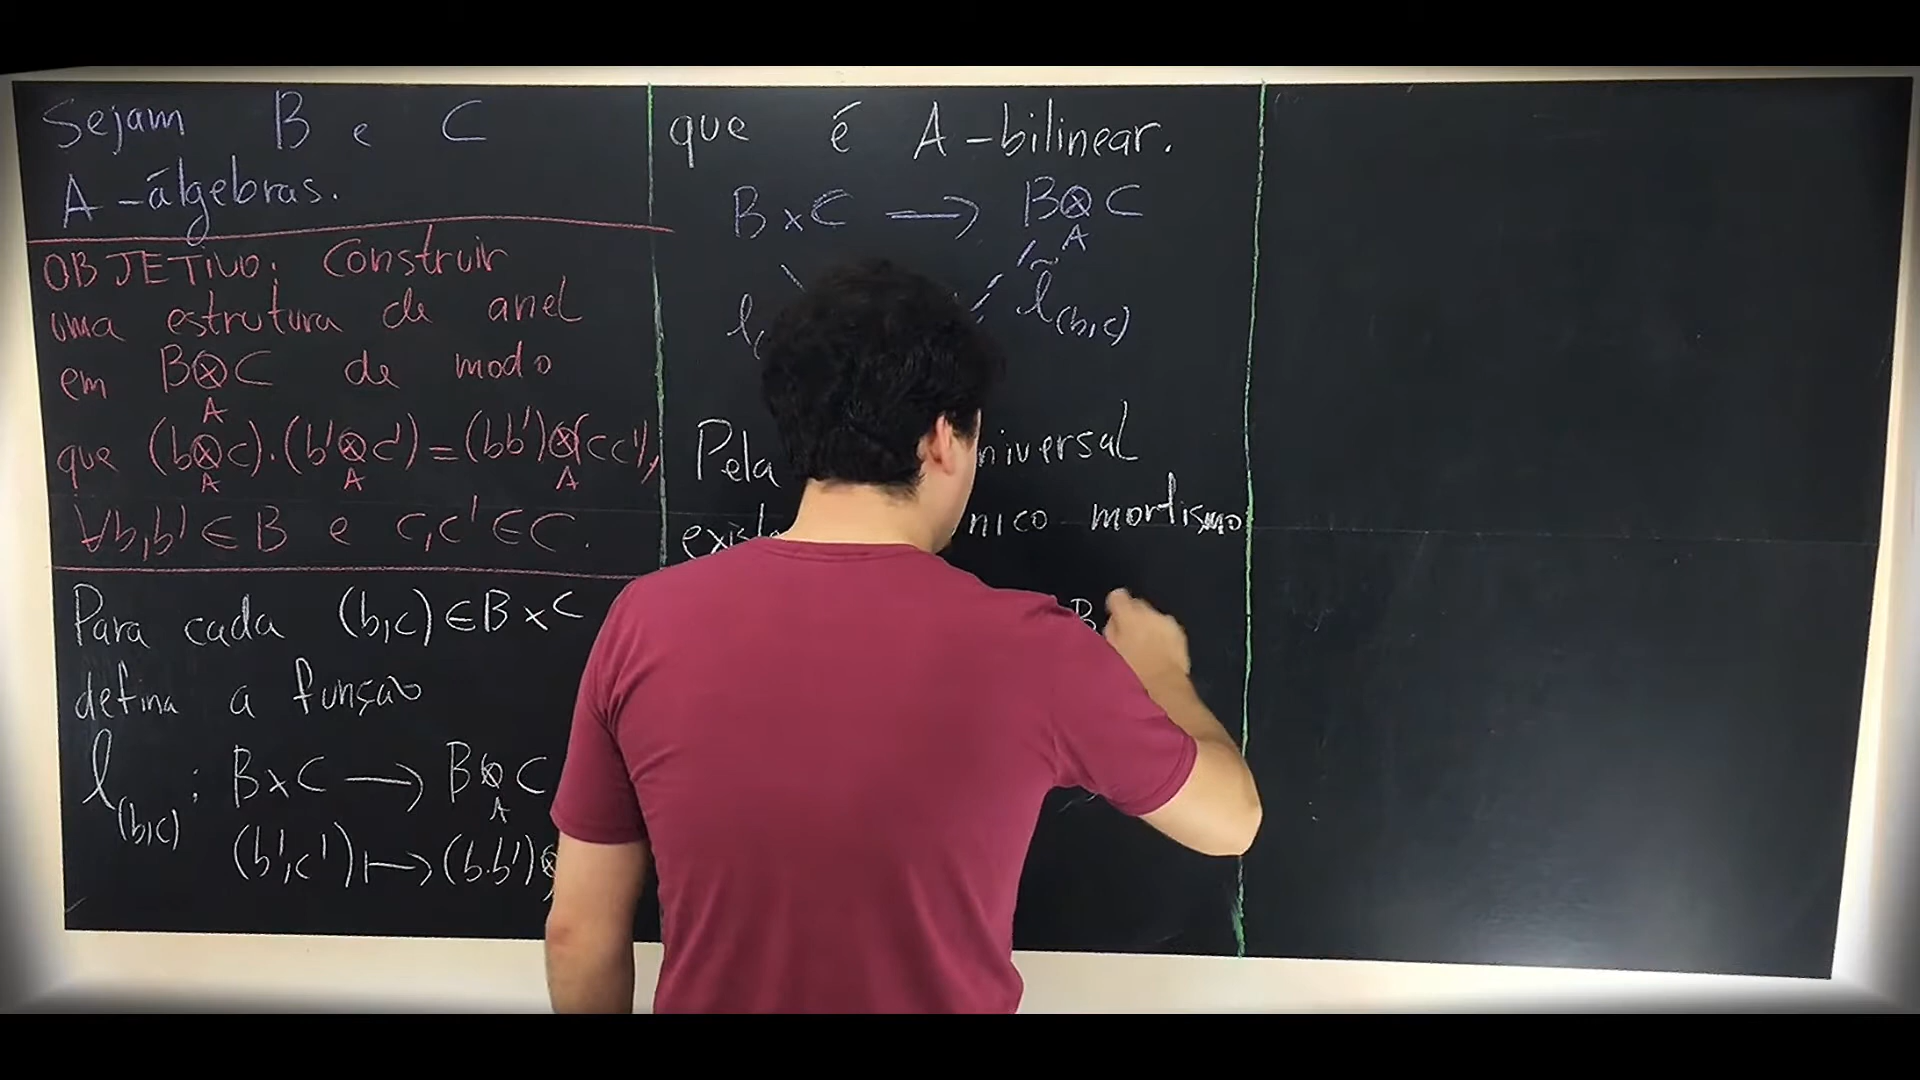 Sejam B e C
A-álgebras.
OBJETIVO: Construir
uma estrutura de anel
em B⊗C de modo
A
que (b⊗c).(b'⊗c') = (bb')⊗(cc'),
A A A
∀b,b' ∈ B e c,c' ∈ C.
Para cada (b,c) ∈ B×C
defina a função
l(b,c) : B×C → B⊗C
A
(b',c') ↦ (b.b')⊗
que é A-bilinear.
B×C → B⊗C
A
l( l̃(b,c)
Pela niversal
nico morfismo
B